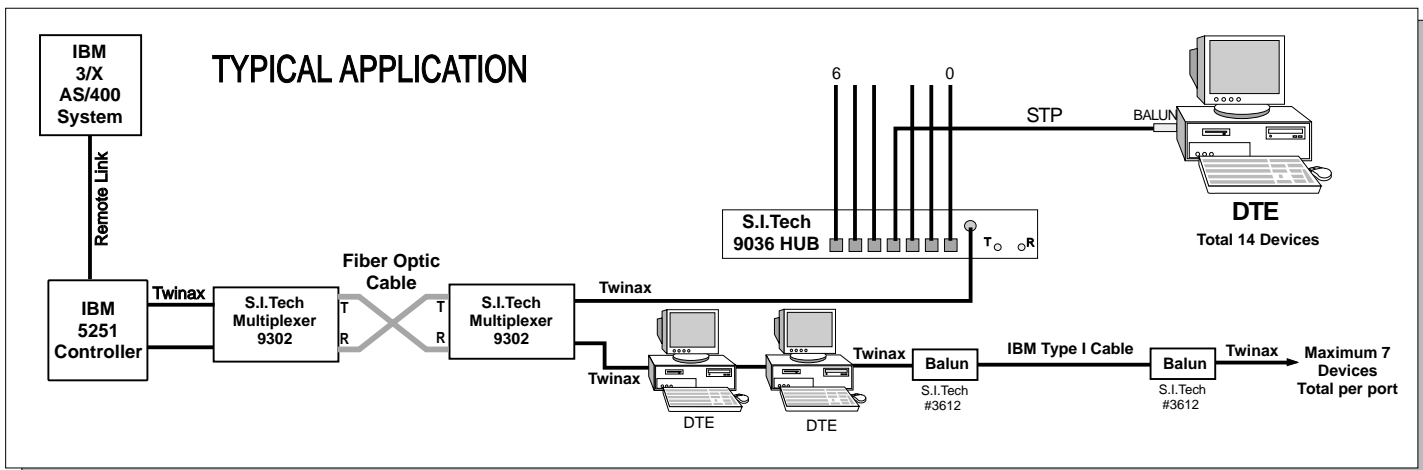 TYPICAL APPLICATION
IBM
3/X
AS/400
System
Remote Link
IBM
5251
Controller
Twinax
S.I.Tech
Multiplexer
9302
T
R
Fiber Optic
Cable
T
R
S.I.Tech
Multiplexer
9302
Twinax
S.I.Tech
9036 HUB
6
0
T
R
STP
BALUN
DTE
Total 14 Devices
Twinax
DTE
DTE
Twinax
Balun
S.I.Tech
#3612
IBM Type I Cable
Balun
S.I.Tech
#3612
Twinax
Maximum 7
Devices
Total per port